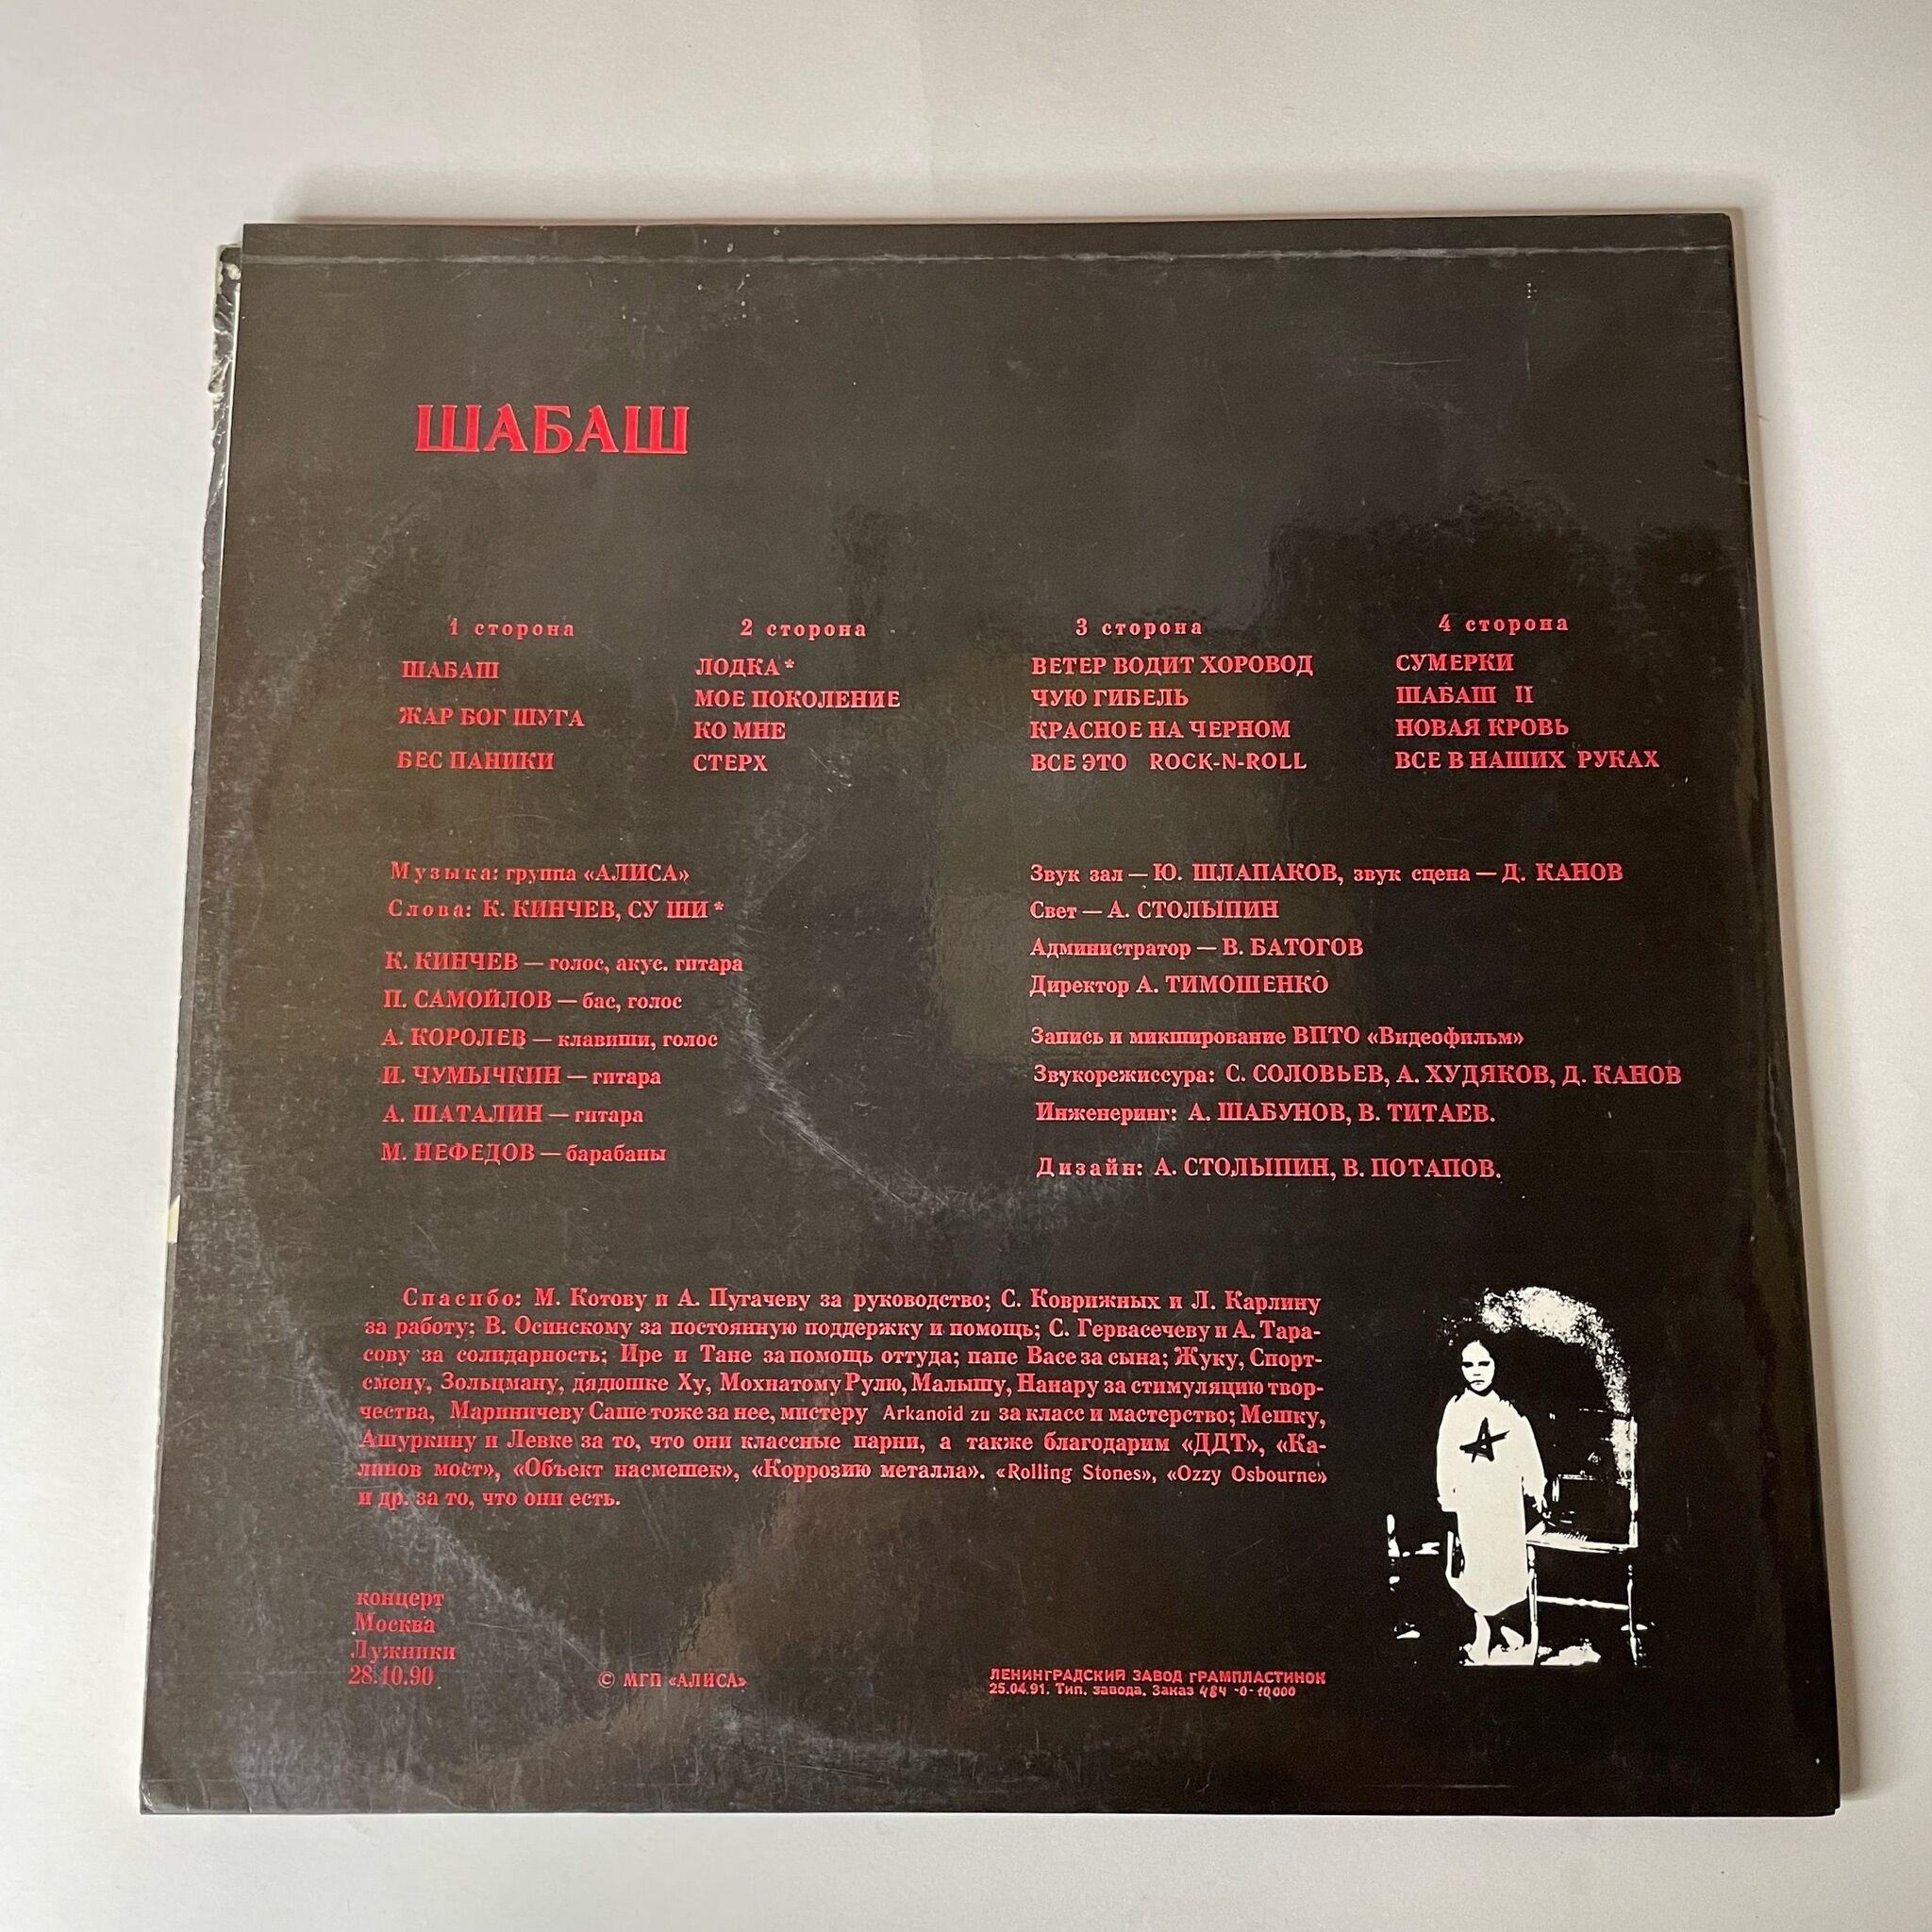 ШАБАШ
1 сторона
ШАБАШ
ЖАР БОГ ШУГА
БЕС ПАНИКИ
2 сторона
ЛОДКА*
МОЕ ПОКОЛЕНИЕ
КО МНЕ
СТЕРХ
3 сторона
ВЕТЕР ВОДИТ ХОРОВОД
ЧУЮ ГИБЕЛЬ
КРАСНОЕ НА ЧЕРНОМ
ВСЕ ЭТО ROCK-N-ROLL
4 сторона
СУМЕРКИ
ШАБАШ II
НОВАЯ КРОВЬ
ВСЕ В НАШИХ РУКАХ
Музыка: группа «АЛИСА»
Слова: К. КИНЧЕВ, СУ ШИ*
К. КИНЧЕВ — голос, акус. гитара
П. САМОЙЛОВ — бас, голос
А. КОРОЛЕВ — клавиши, голос
И. ЧУМЫЧКИН — гитара
А. ШАТАЛИН — гитара
М. НЕФЕДОВ — барабаны
Звук зал — Ю. ШЛАПАКОВ, звук сцена — Д. КАНОВ
Свет — А. СТОЛЫПИН
Администратор — В. БАТОГОВ
Директор А. ТИМОШЕНКО
Запись и микширование ВПТО «Видеофильм»
Звукорежиссура: С. СОЛОВЬЕВ, А. ХУДЯКОВ, Д. КАНОВ
Инженеринг: А. ШАБУНОВ, В. ТИТАЕВ.
Дизайн: А. СТОЛЫПИН, В. ПОТАПОВ.
Спасибо: М. Котову и А. Пугачеву за руководство; С. Коврижных и Л. Карлину
за работу; В. Осинскому за постоянную поддержку и помощь; С. Гервасечеву и А. Тара-
сову за солидарность; Ире и Тане за помощь оттуда; папе Васе за сына; Жуку, Спорт-
смену, Зольцману, дядюшке Ху, Мохнатому Рулю, Малышу, Нанару за стимуляцию твор-
чества, Мариничеву Саше тоже за нее, мистеру Arkanoid zu за класс и мастерство; Мешку,
Ашуркину и Левке за то, что они классные парни, а также благодарим «ДДТ», «Ка-
линов мост», «Объект насмешек», «Коррозию металла». «Rolling Stones», «Ozzy Osbourne»
и др. за то, что они есть.
концерт
Москва
Лужники
28.10.90
© МГП «АЛИСА»
ЛЕНИНГРАДСКИЙ ЗАВОД ГРАМПЛАСТИНОК
25.04.91. Тип. завода. Заказ 484 -0-10000
А